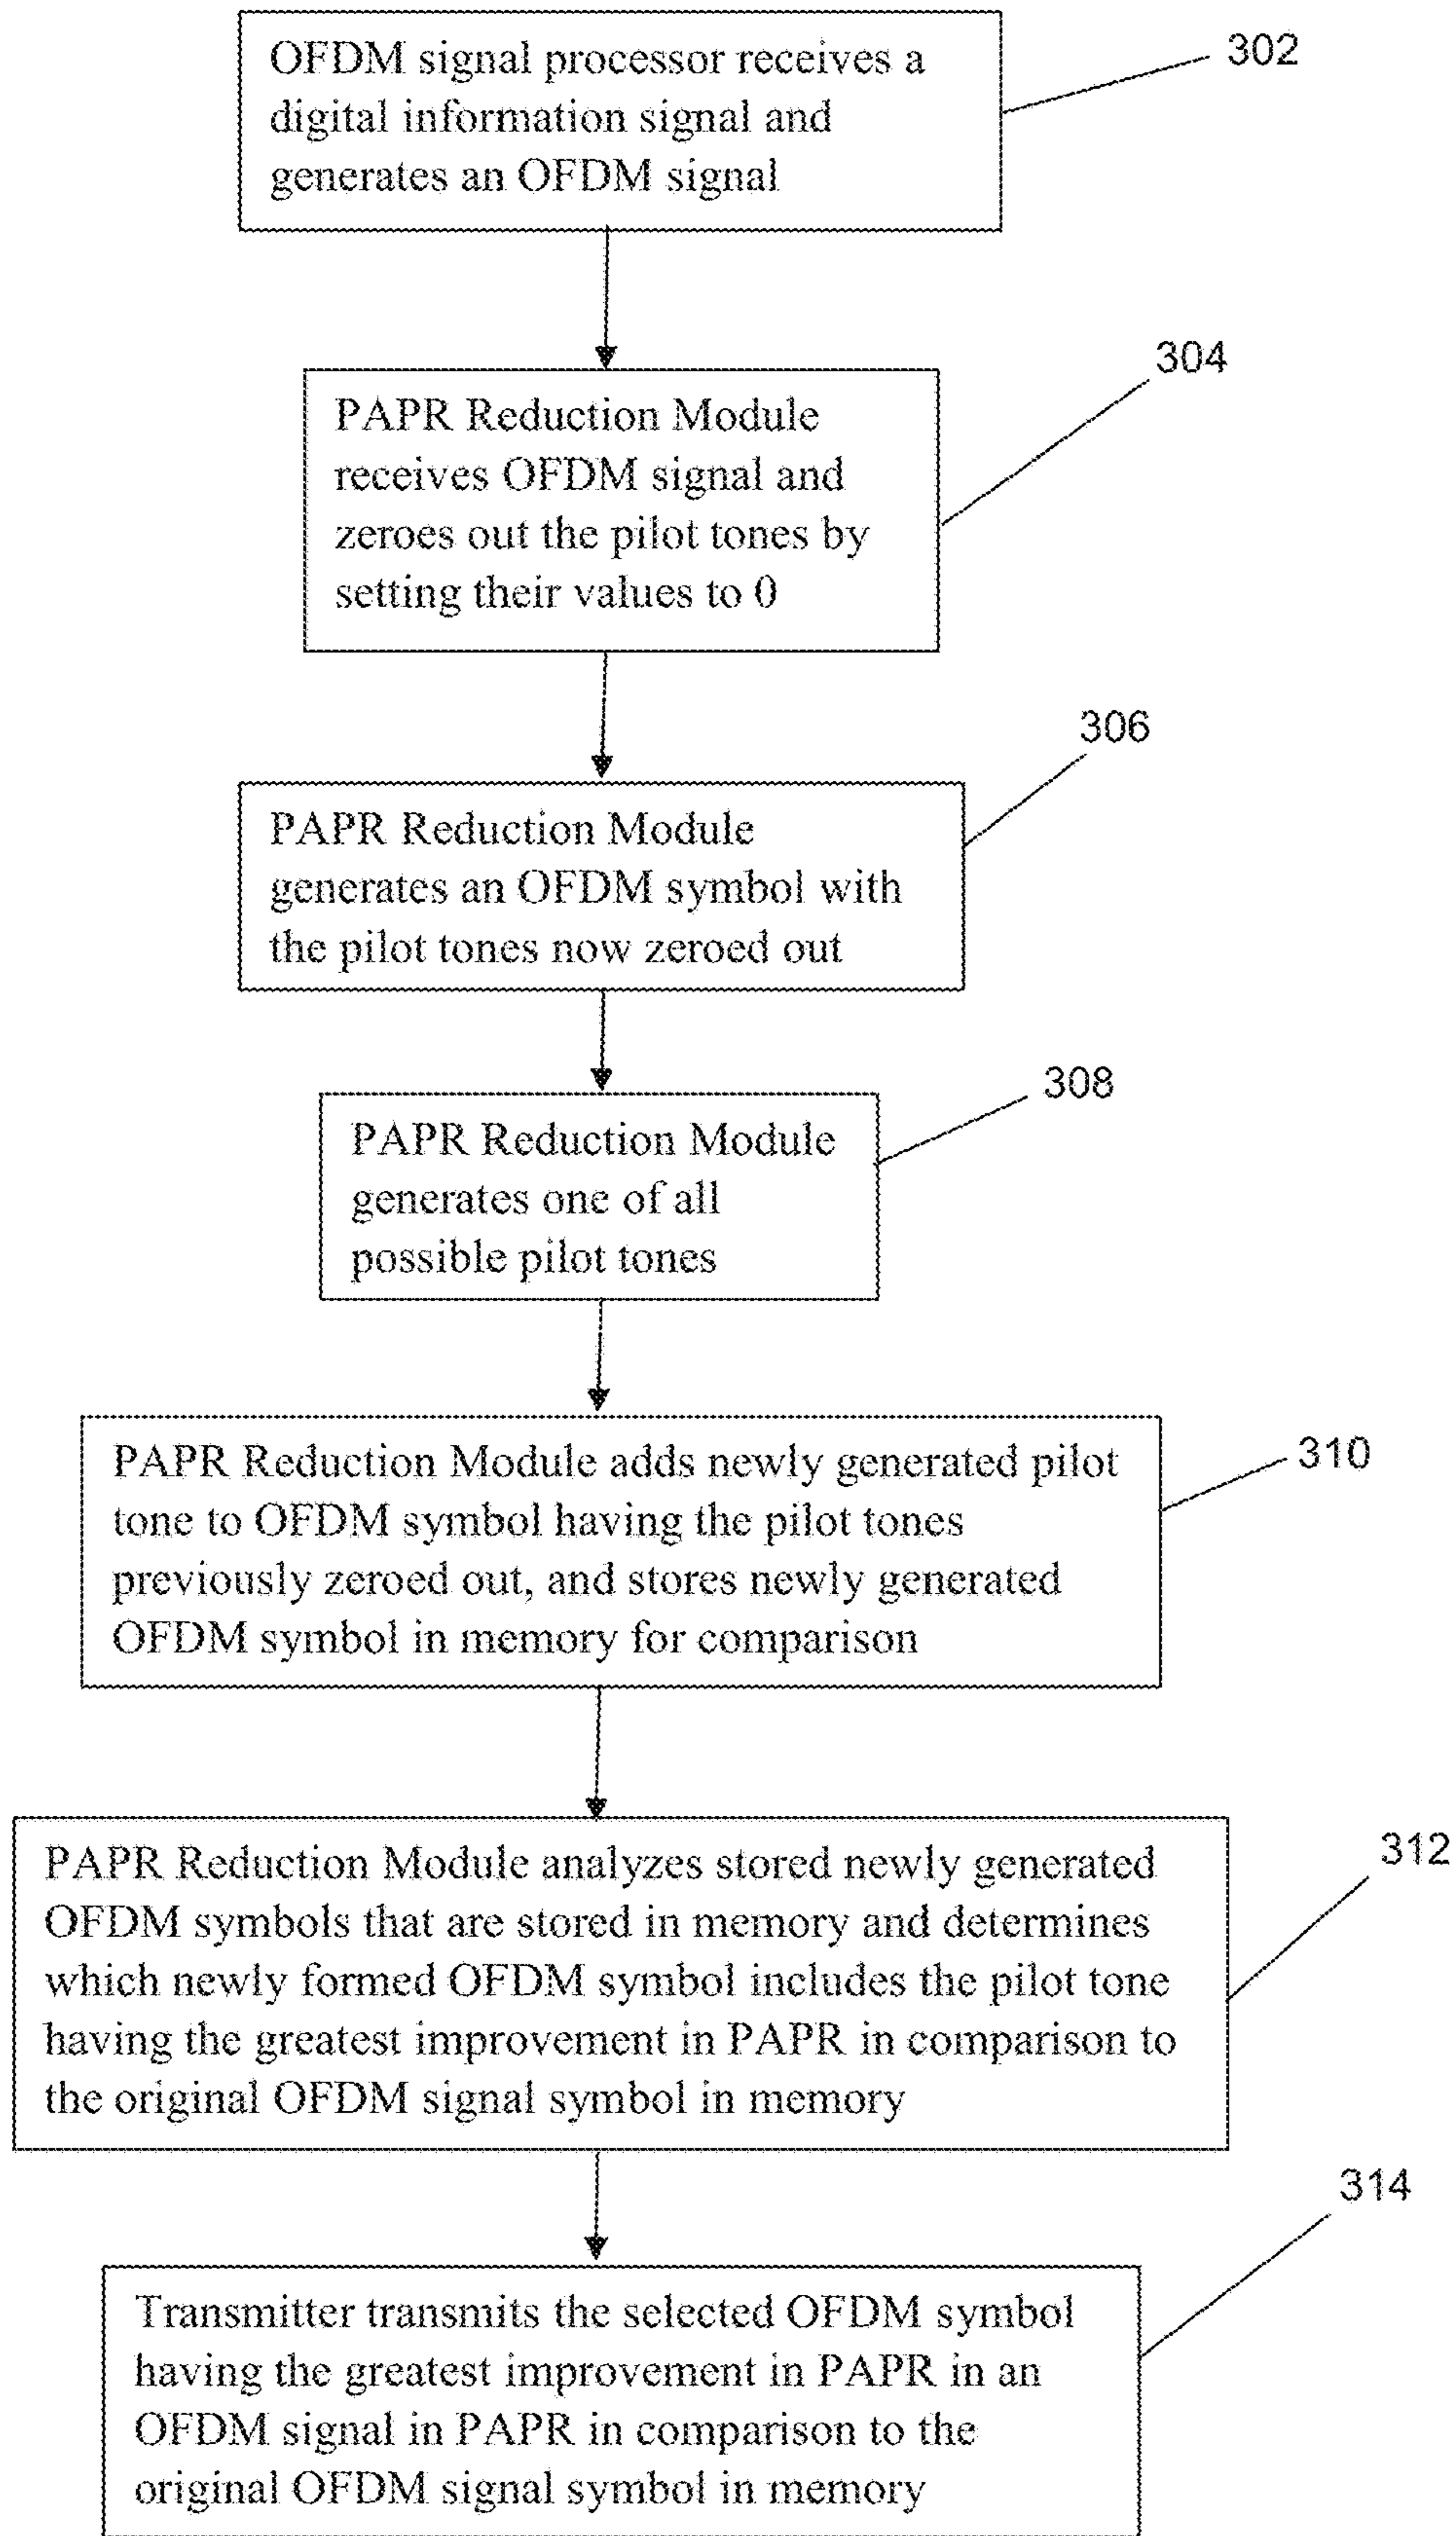 OFDM signal processor receives a
digital information signal and
generates an OFDM signal
302
PAPR Reduction Module
receives OFDM signal and
zeroes out the pilot tones by
setting their values to 0
304
PAPR Reduction Module
generates an OFDM symbol with
the pilot tones now zeroed out
306
PAPR Reduction Module
generates one of all
possible pilot tones
308
PAPR Reduction Module adds newly generated pilot
tone to OFDM symbol having the pilot tones
previously zeroed out, and stores newly generated
OFDM symbol in memory for comparison
310
PAPR Reduction Module analyzes stored newly generated
OFDM symbols that are stored in memory and determines
which newly formed OFDM symbol includes the pilot tone
having the greatest improvement in PAPR in comparison to
the original OFDM signal symbol in memory
312
Transmitter transmits the selected OFDM symbol
having the greatest improvement in PAPR in an
OFDM signal in PAPR in comparison to the
original OFDM signal symbol in memory
314